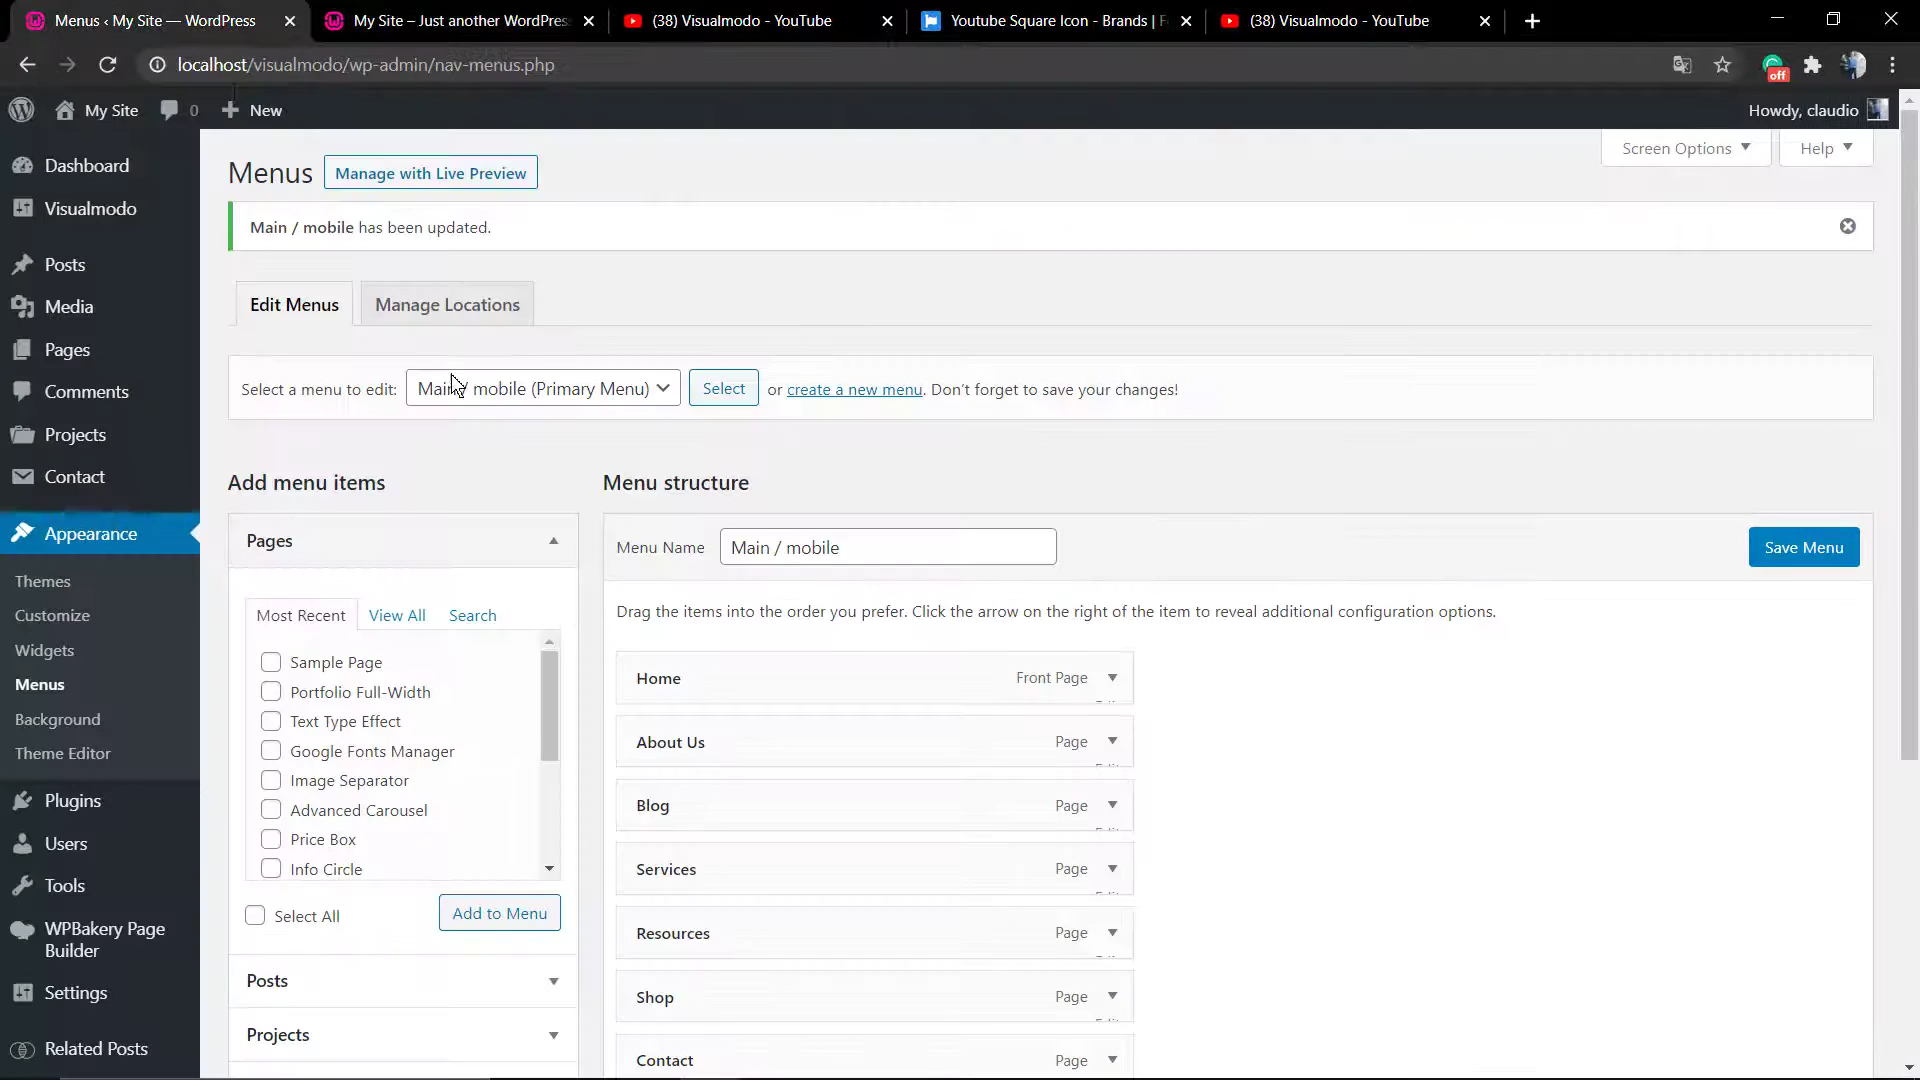 Menus ‹ My Site — WordPress
My Site – Just another WordPres
(38) Visualmodo - YouTube
Youtube Square Icon - Brands | F
(38) Visualmodo - YouTube
localhost/visualmodo/wp-admin/nav-menus.php
off
My Site
0
New
Howdy, claudio
Dashboard
Visualmodo
Posts
Media
Pages
Comments
Projects
Contact
Appearance
Themes
Customize
Widgets
Menus
Background
Theme Editor
Plugins
Users
Tools
WPBakery Page
Builder
Settings
Related Posts
Screen Options
Help
Menus
Manage with Live Preview
Main / mobile has been updated.
Edit Menus
Manage Locations
Select a menu to edit: Main / mobile (Primary Menu) Select or create a new menu. Don't forget to save your changes!
Add menu items
Pages
Most Recent
View All
Search
Sample Page
Portfolio Full-Width
Text Type Effect
Google Fonts Manager
Image Separator
Advanced Carousel
Price Box
Info Circle
Select All
Add to Menu
Posts
Projects
Menu structure
Menu Name Main / mobile
Save Menu
Drag the items into the order you prefer. Click the arrow on the right of the item to reveal additional configuration options.
Home Front Page
About Us Page
Blog Page
Services Page
Resources Page
Shop Page
Contact Page